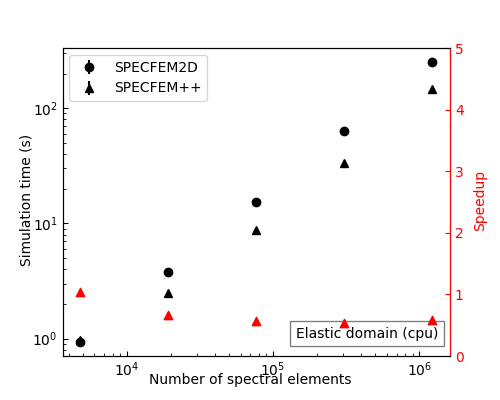 SPECFEM2D
SPECFEM++
Simulation time (s)
10²
10¹
10⁰
5
4
3
2
1
0
Speedup
Elastic domain (cpu)
10⁴
10⁵
10⁶
Number of spectral elements